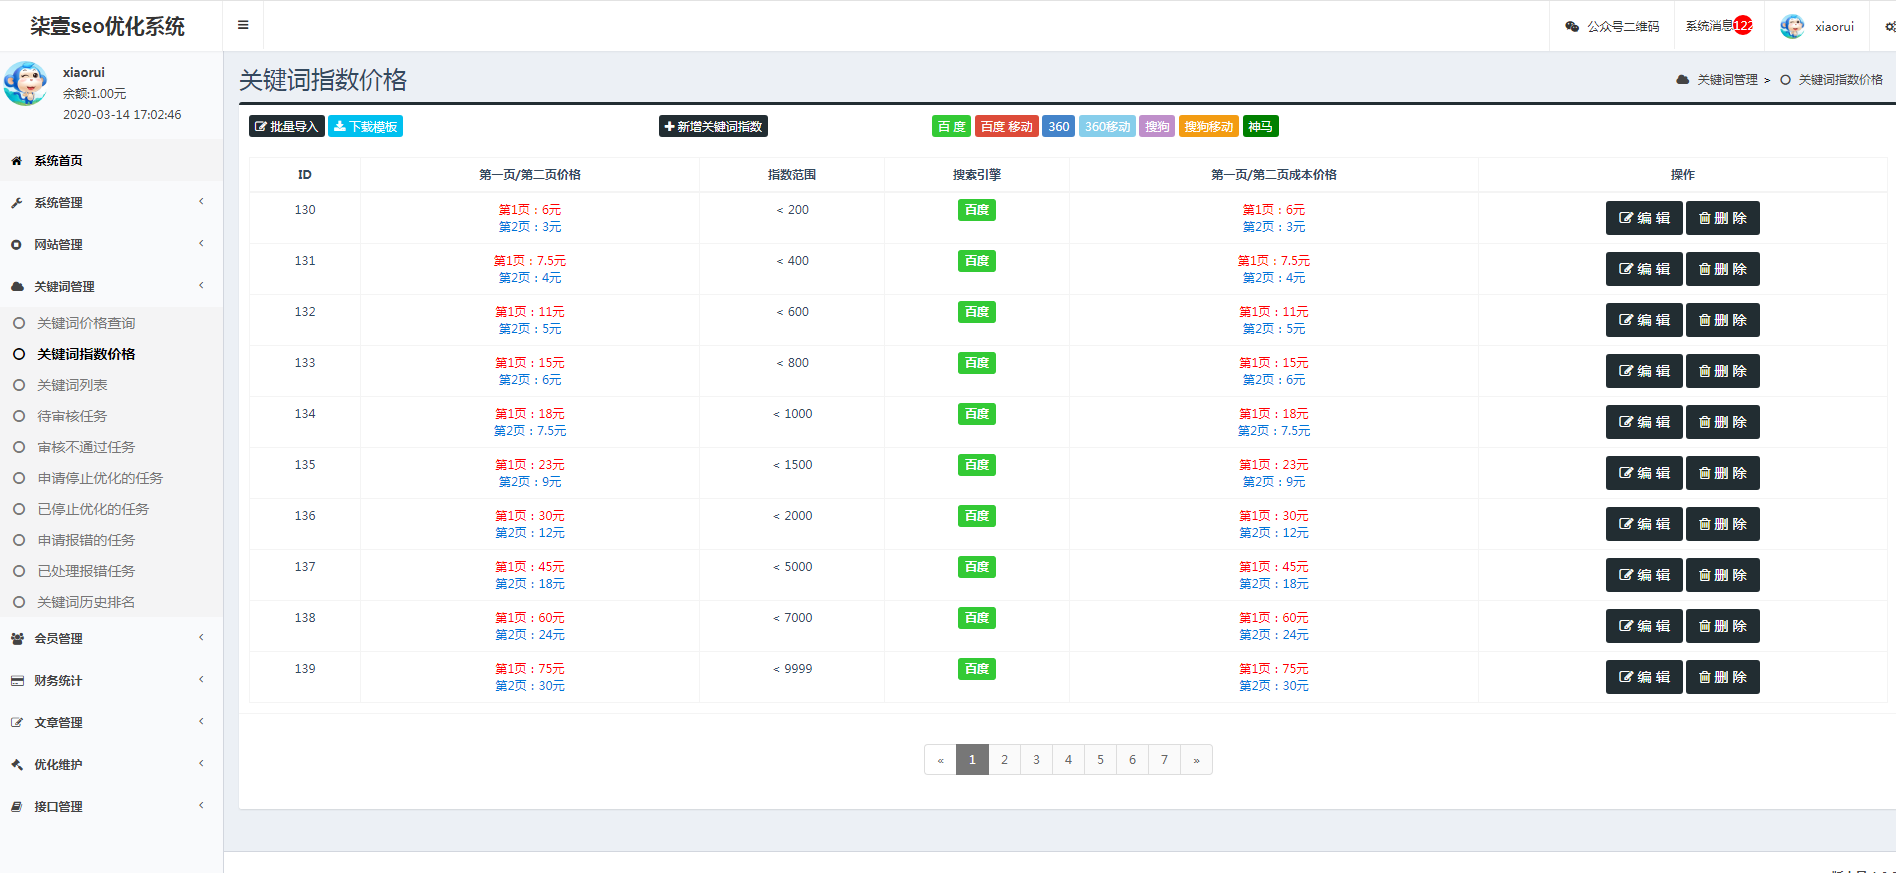 柒壹seo优化系统
公众号二维码
系统消息122
xiaorui
xiaorui
余额:1.00元
2020-03-14 17:02:46
系统首页
系统管理
网站管理
关键词管理
关键词价格查询
关键词指数价格
关键词列表
待审核任务
审核不通过任务
申请停止优化的任务
已停止优化的任务
申请报错的任务
已处理报错任务
关键词历史排名
会员管理
财务统计
文章管理
优化维护
接口管理
关键词指数价格
关键词管理 > 关键词指数价格
批量导入 下载模板 新增关键词指数 百 度 百度 移动 360 360移动 搜狗 搜狗移动 神马
ID 第一页/第二页价格 指数范围 搜索引擎 第一页/第二页成本价格 操作
130 第1页：6元 < 200 百度 第1页：6元 编 辑 删 除
第2页：3元 第2页：3元
131 第1页：7.5元 < 400 百度 第1页：7.5元 编 辑 删 除
第2页：4元 第2页：4元
132 第1页：11元 < 600 百度 第1页：11元 编 辑 删 除
第2页：5元 第2页：5元
133 第1页：15元 < 800 百度 第1页：15元 编 辑 删 除
第2页：6元 第2页：6元
134 第1页：18元 < 1000 百度 第1页：18元 编 辑 删 除
第2页：7.5元 第2页：7.5元
135 第1页：23元 < 1500 百度 第1页：23元 编 辑 删 除
第2页：9元 第2页：9元
136 第1页：30元 < 2000 百度 第1页：30元 编 辑 删 除
第2页：12元 第2页：12元
137 第1页：45元 < 5000 百度 第1页：45元 编 辑 删 除
第2页：18元 第2页：18元
138 第1页：60元 < 7000 百度 第1页：60元 编 辑 删 除
第2页：24元 第2页：24元
139 第1页：75元 < 9999 百度 第1页：75元 编 辑 删 除
第2页：30元 第2页：30元
« 1 2 3 4 5 6 7 »